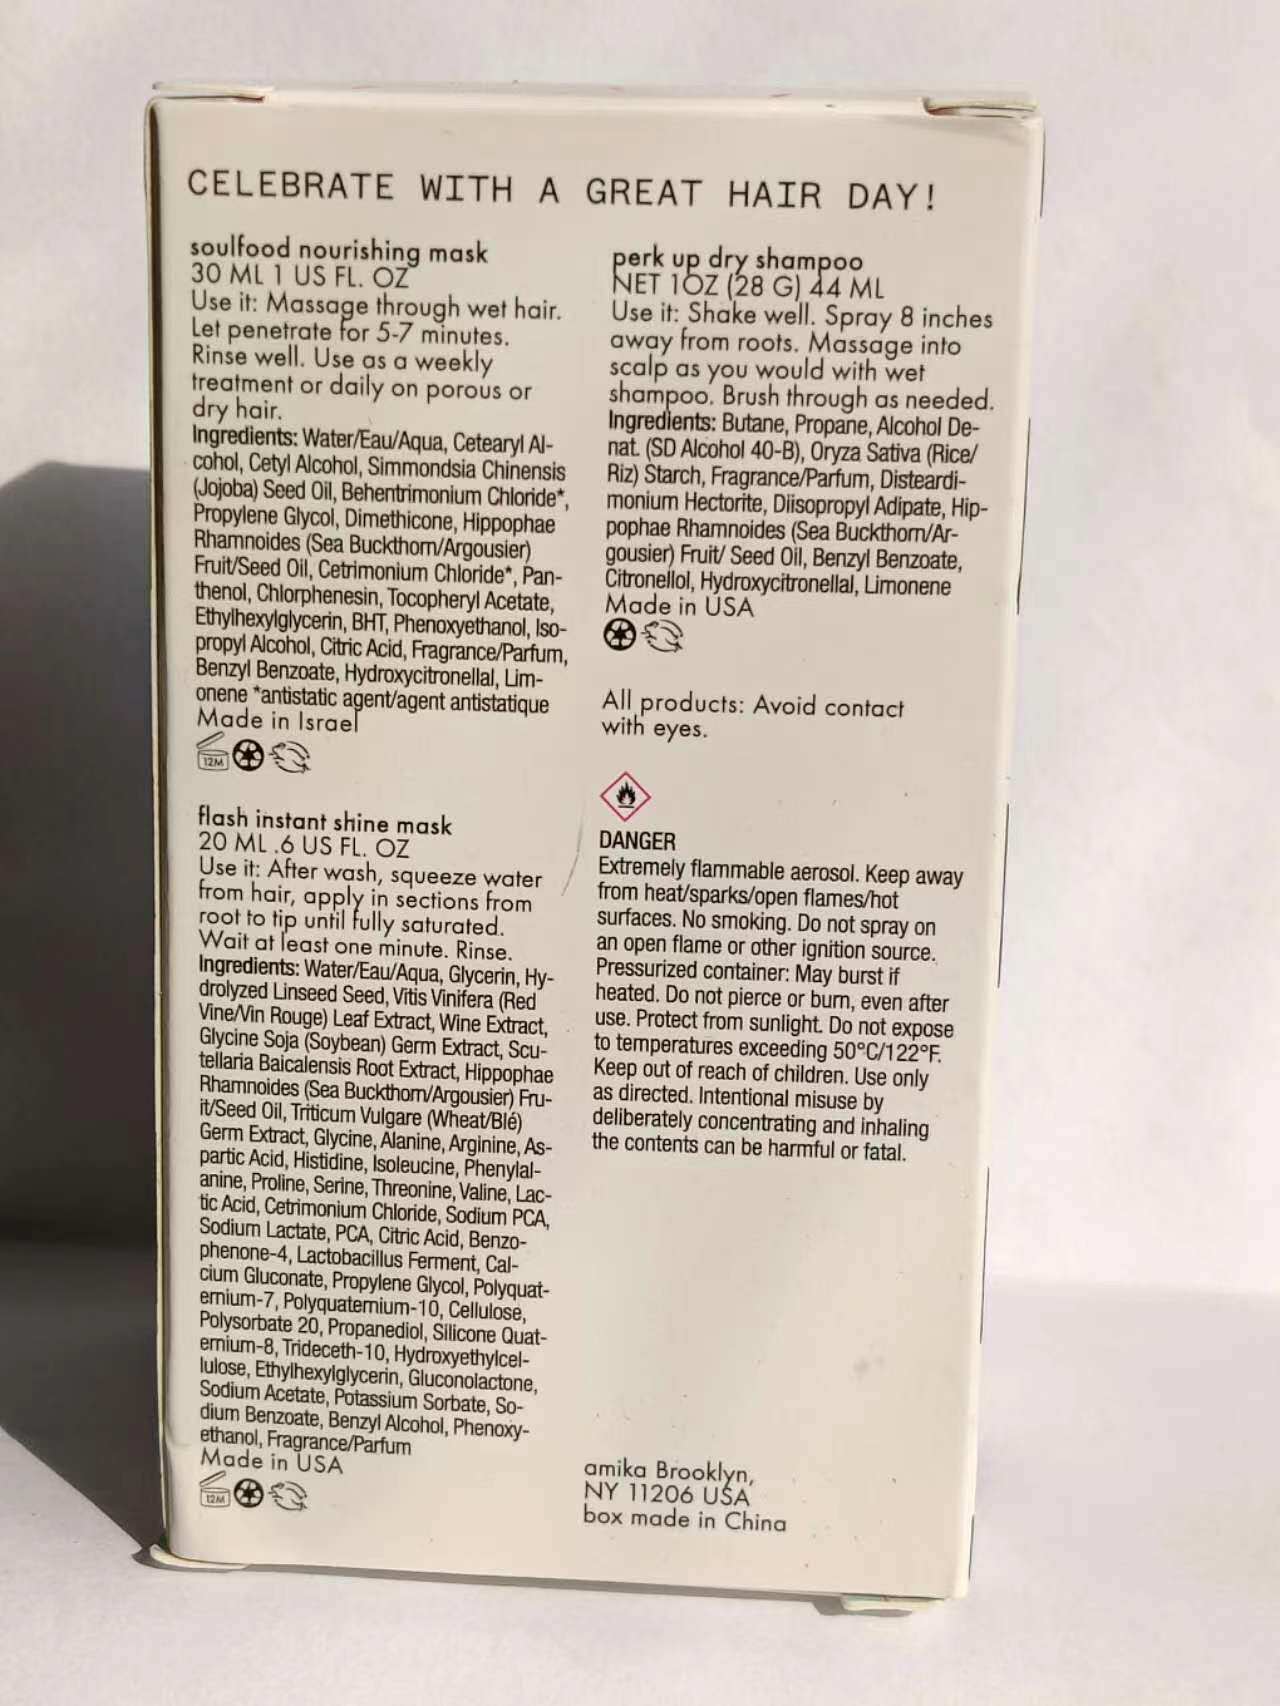 CELEBRATE WITH A GREAT HAIR DAY!
soulfood nourishing mask
30 ML 1 US FL. OZ
Use it: Massage through wet hair.
Let penetrate for 5-7 minutes.
Rinse well. Use as a weekly
treatment or daily on porous or
dry hair.
Ingredients: Water/Eau/Aqua, Cetearyl Al-
cohol, Cetyl Alcohol, Simmondsia Chinensis
(Jojoba) Seed Oil, Behentrimonium Chloride*,
Propylene Glycol, Dimethicone, Hippophae
Rhamnoides (Sea Buckthorn/Argousier)
Fruit/Seed Oil, Cetrimonium Chloride*, Pan-
thenol, Chlorphenesin, Tocopheryl Acetate,
Ethylhexylglycerin, BHT, Phenoxyethanol, Iso-
propyl Alcohol, Citric Acid, Fragrance/Parfum,
Benzyl Benzoate, Hydroxycitronellal, Lim-
onene *antistatic agent/agent antistatique
Made in Israel
12M
flash instant shine mask
20 ML .6 US FL. OZ
Use it: After wash, squeeze water
from hair, apply in sections from
root to tip until fully saturated.
Wait at least one minute. Rinse.
Ingredients: Water/Eau/Aqua, Glycerin, Hy-
drolyzed Linseed Seed, Vitis Vinifera (Red
Vine/Vin Rouge) Leaf Extract, Wine Extract,
Glycine Soja (Soybean) Germ Extract, Scu-
tellaria Baicalensis Root Extract, Hippophae
Rhamnoides (Sea Buckthorn/Argousier) Fru-
it/Seed Oil, Triticum Vulgare (Wheat/Blé)
Germ Extract, Glycine, Alanine, Arginine, As-
partic Acid, Histidine, Isoleucine, Phenylal-
anine, Proline, Serine, Threonine, Valine, Lac-
tic Acid, Cetrimonium Chloride, Sodium PCA,
Sodium Lactate, PCA, Citric Acid, Benzo-
phenone-4, Lactobacillus Ferment, Cal-
cium Gluconate, Propylene Glycol, Polyquat-
ernium-7, Polyquaternium-10, Cellulose,
Polysorbate 20, Propanediol, Silicone Quat-
ernium-8, Trideceth-10, Hydroxyethylcel-
lulose, Ethylhexylglycerin, Gluconolactone,
Sodium Acetate, Potassium Sorbate, So-
dium Benzoate, Benzyl Alcohol, Phenoxy-
ethanol, Fragrance/Parfum
Made in USA
12M
perk up dry shampoo
NET 1OZ (28 G) 44 ML
Use it: Shake well. Spray 8 inches
away from roots. Massage into
scalp as you would with wet
shampoo. Brush through as needed.
Ingredients: Butane, Propane, Alcohol De-
nat. (SD Alcohol 40-B), Oryza Sativa (Rice/
Riz) Starch, Fragrance/Parfum, Disteardi-
monium Hectorite, Diisopropyl Adipate, Hip-
pophae Rhamnoides (Sea Buckthorn/Ar-
gousier) Fruit/ Seed Oil, Benzyl Benzoate,
Citronellol, Hydroxycitronellal, Limonene
Made in USA
All products: Avoid contact
with eyes.
DANGER
Extremely flammable aerosol. Keep away
from heat/sparks/open flames/hot
surfaces. No smoking. Do not spray on
an open flame or other ignition source.
Pressurized container: May burst if
heated. Do not pierce or burn, even after
use. Protect from sunlight. Do not expose
to temperatures exceeding 50°C/122°F.
Keep out of reach of children. Use only
as directed. Intentional misuse by
deliberately concentrating and inhaling
the contents can be harmful or fatal.
amika Brooklyn,
NY 11206 USA
box made in China